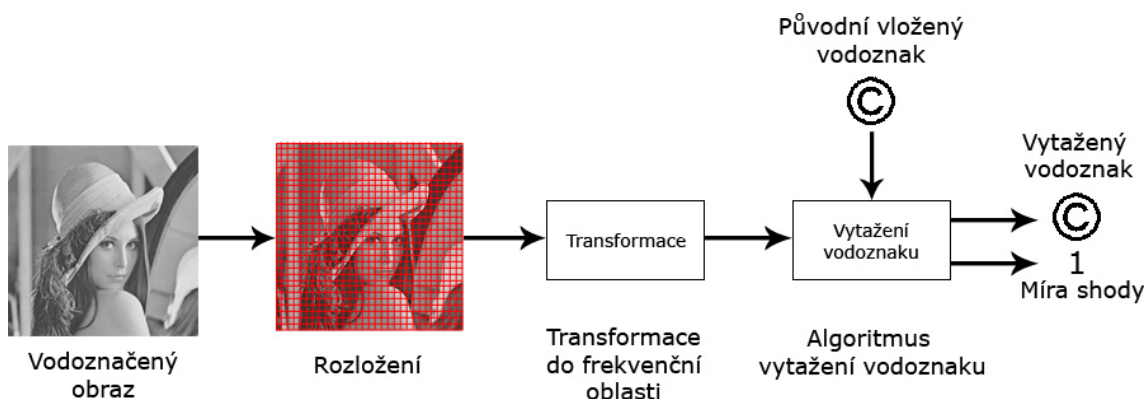 Původní vložený
vodoznak
©
Vytažený
vodoznak
©
1
Míra shody
Transformace
Vytažení
vodoznaku
Vodoznačený
obraz
Rozložení
Transformace
do frekvenční
oblasti
Algoritmus
vytažení vodoznaku